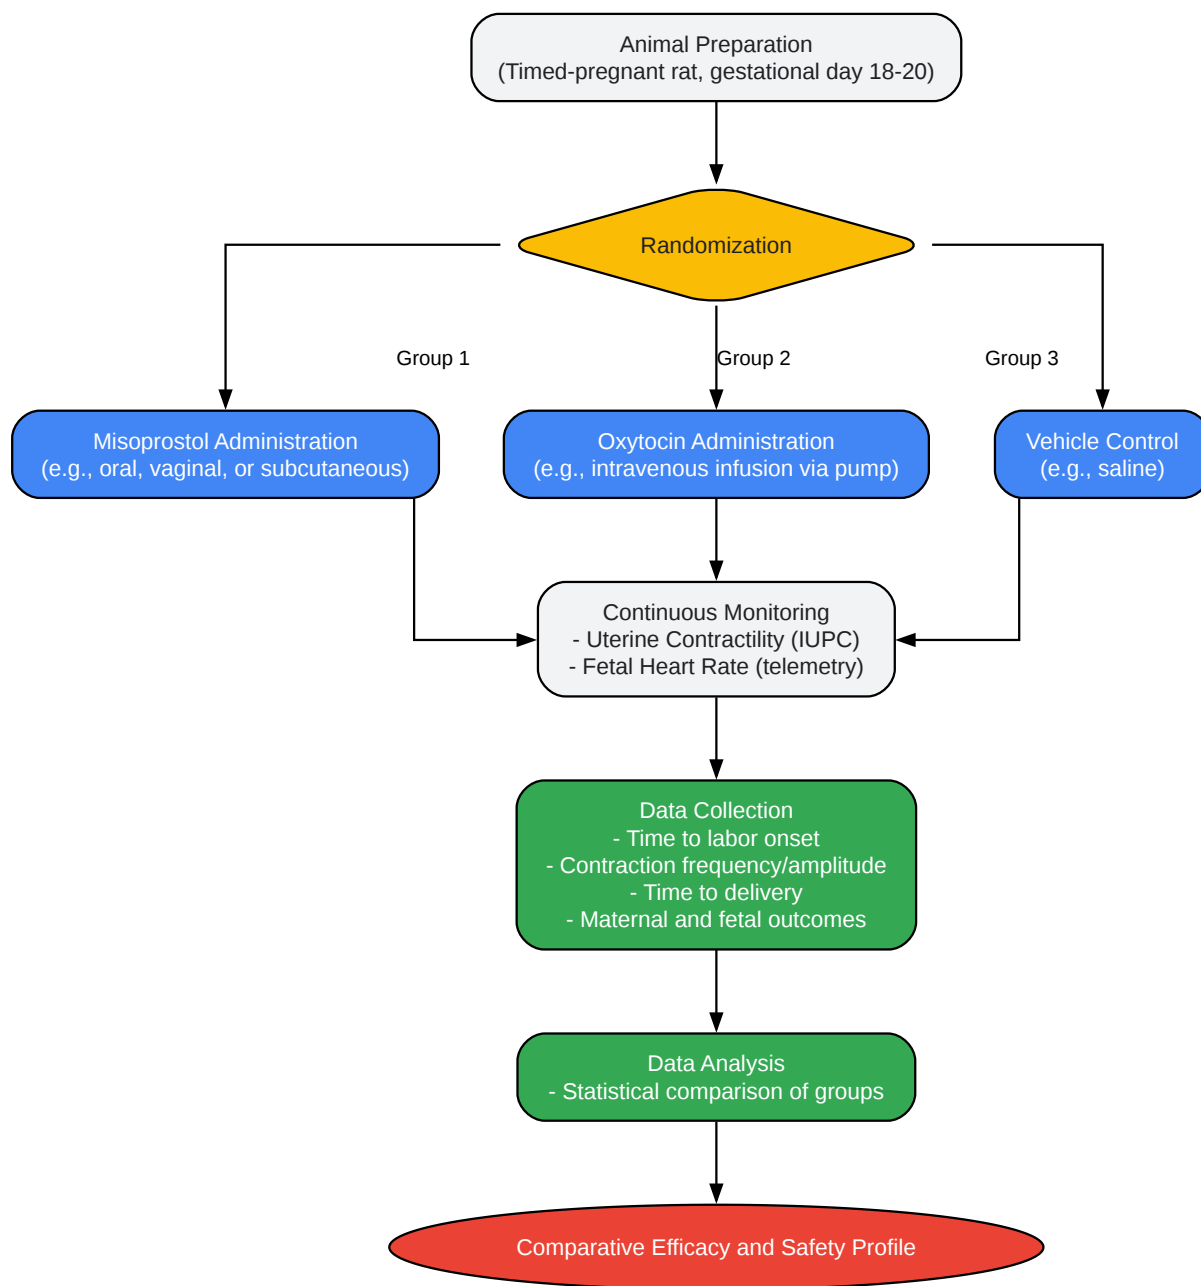 Animal Preparation
(Timed-pregnant rat, gestational day 18-20)
Randomization
Group 1
Group 2
Group 3
Misoprostol Administration
(e.g., oral, vaginal, or subcutaneous)
Oxytocin Administration
(e.g., intravenous infusion via pump)
Vehicle Control
(e.g., saline)
Continuous Monitoring
- Uterine Contractility (IUPC)
- Fetal Heart Rate (telemetry)
Data Collection
- Time to labor onset
- Contraction frequency/amplitude
- Time to delivery
- Maternal and fetal outcomes
Data Analysis
- Statistical comparison of groups
Comparative Efficacy and Safety Profile